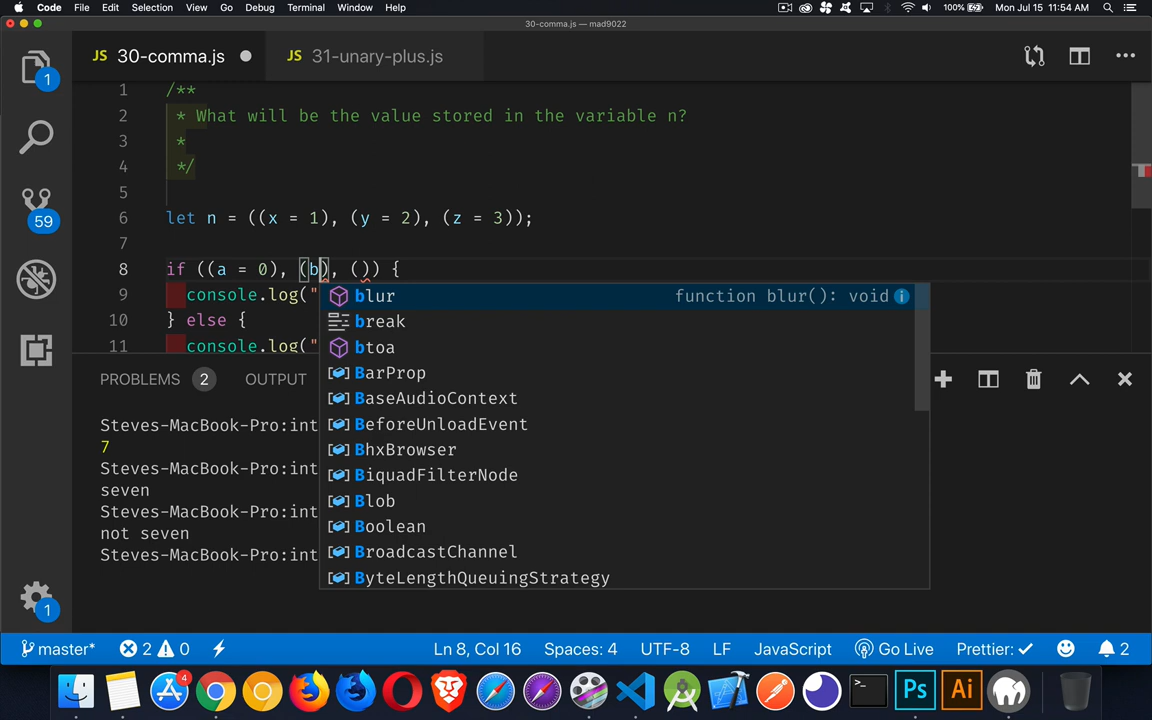 Code File Edit Selection View Go Debug Terminal Window Help 100% Mon Jul 15 11:54 AM
30-comma.js — mad9022
JS 30-comma.js JS 31-unary-plus.js
1 /**
2 * What will be the value stored in the variable n?
3 *
4 */
5
6 let n = ((x = 1), (y = 2), (z = 3));
7
8 if ((a = 0), (b), ()) {
9 console.log("
10 } else {
11 console.log("
blur function blur(): void
break
btoa
BarProp
BaseAudioContext
BeforeUnloadEvent
BhxBrowser
BiquadFilterNode
Blob
Boolean
BroadcastChannel
ByteLengthQueuingStrategy
1
59
1
PROBLEMS 2 OUTPUT
Steves-MacBook-Pro:int
7
Steves-MacBook-Pro:int
seven
Steves-MacBook-Pro:int
not seven
Steves-MacBook-Pro:int
master* 2 0 Ln 8, Col 16 Spaces: 4 UTF-8 LF JavaScript Go Live Prettier: ✓ 2
4
>_
Ps
Ai